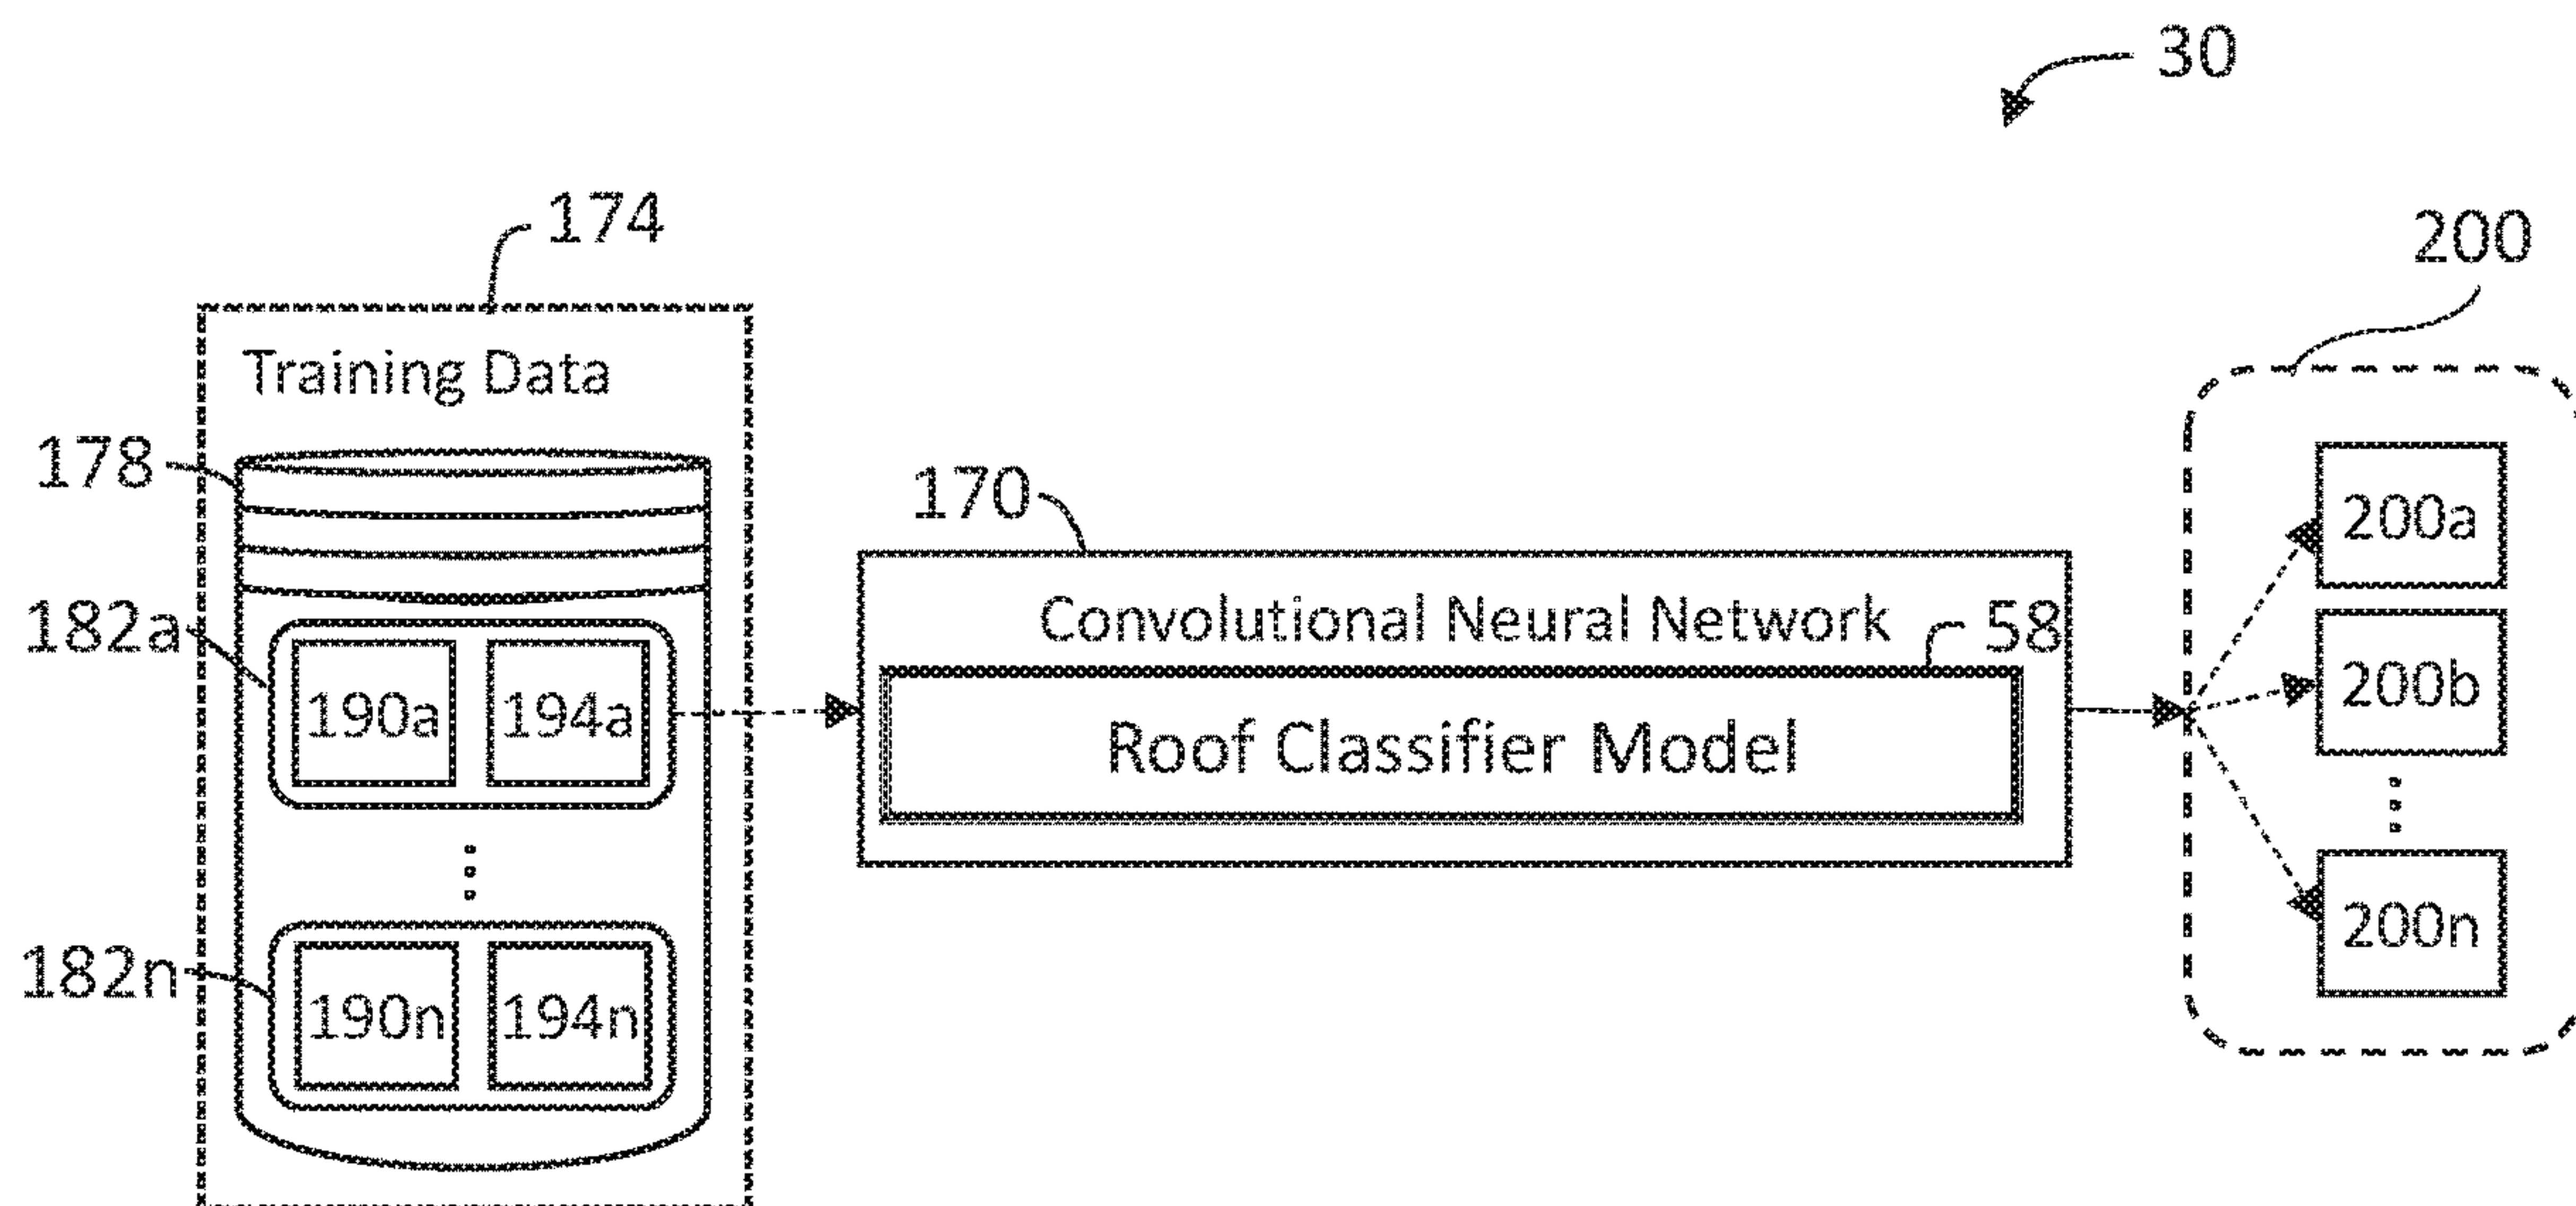 30
174
200
Training Data
178
170
200a
Convolutional Neural Network
58
182a
190a 194a
200b
Roof Classifier Model
200n
182n
190n 194n